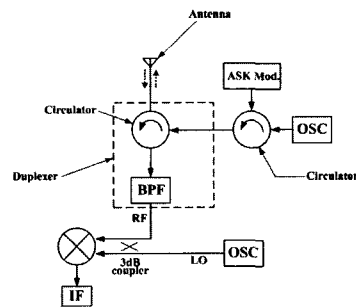 Antenna
ASK Mod.
Circulator
OSC
Duplexer
Circulator
BPF
RF
3dB
coupler
LO
OSC
IF